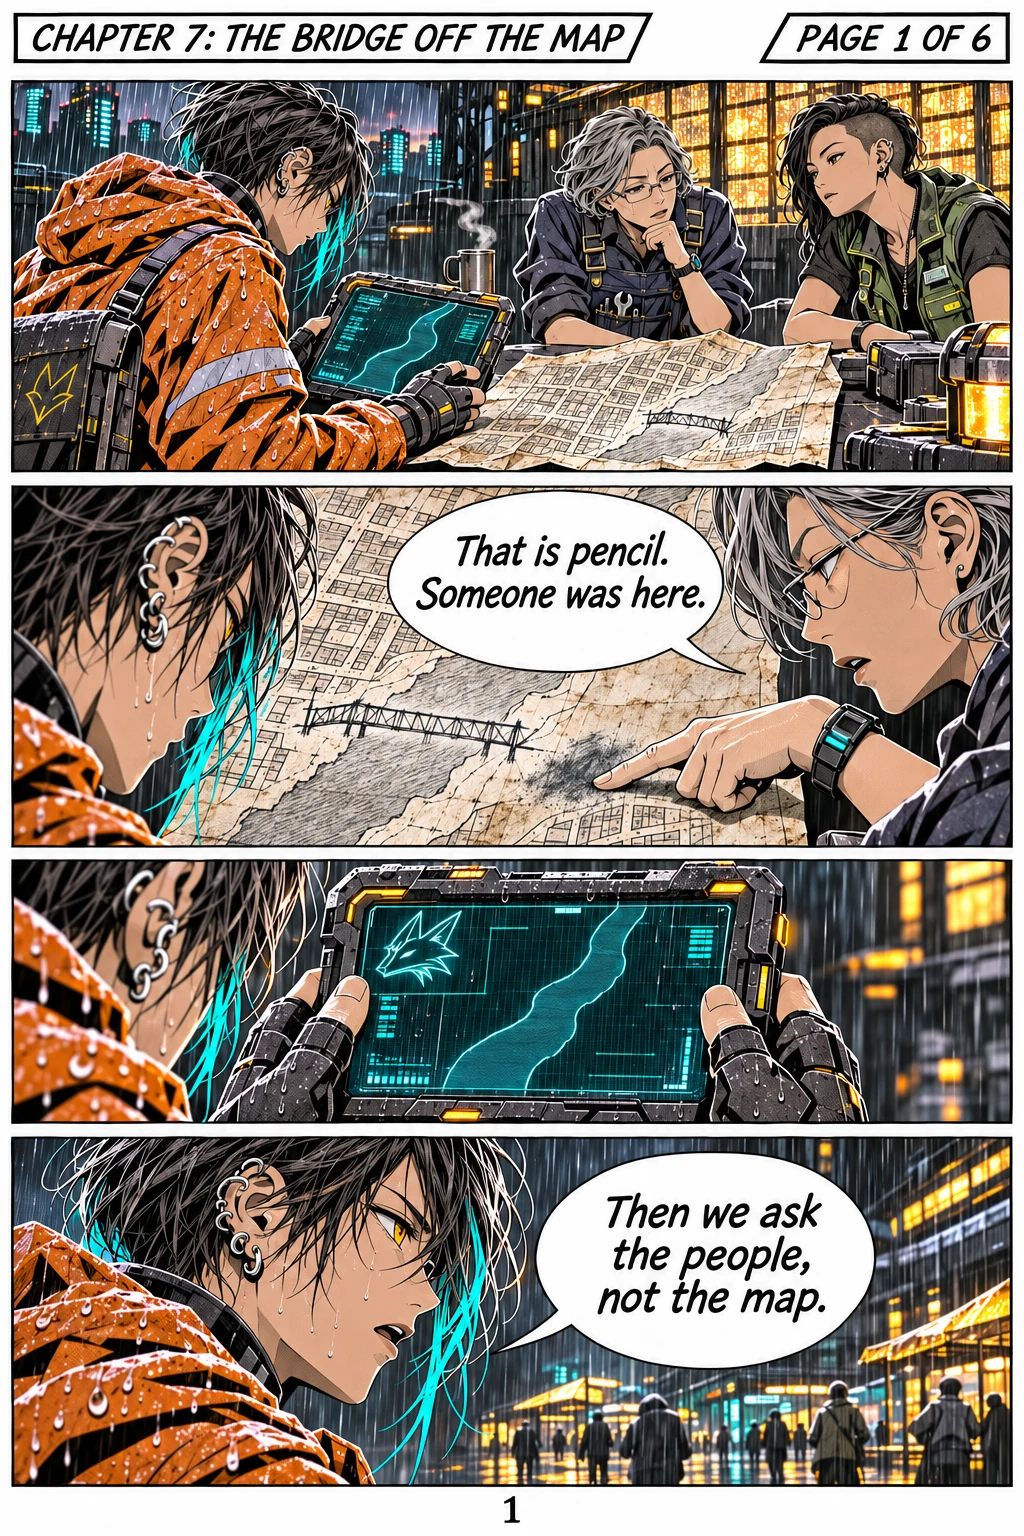 CHAPTER 7: THE BRIDGE OFF THE MAP
PAGE 1 OF 6
That is pencil.
Someone was here.
Then we ask
the people,
not the map.
1